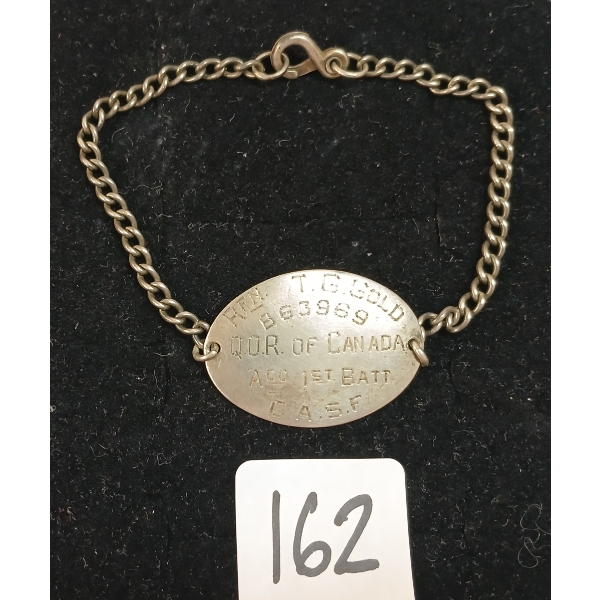 RFN. T. G. GOLD
B63969
Q.O.R. OF CANADA
A CO 1ST BATT.
C.A.S.F
162